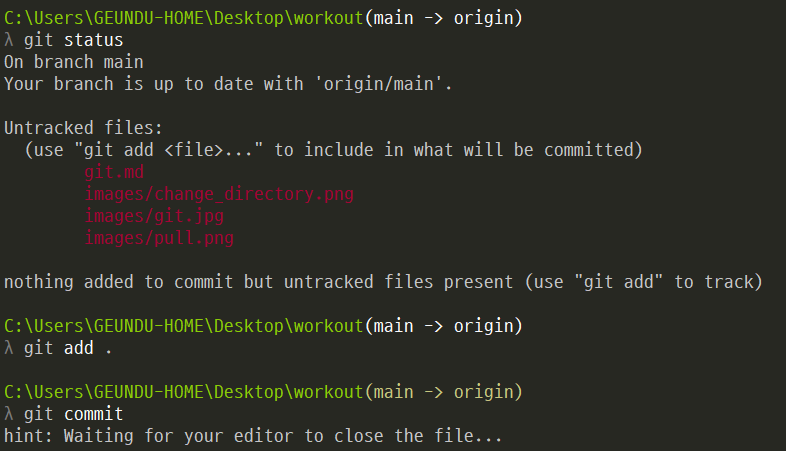 C:\Users\GEUNDU-HOME\Desktop\workout(main -> origin)
λ git status
On branch main
Your branch is up to date with 'origin/main'.
Untracked files:
(use "git add <file>..." to include in what will be committed)
git.md
images/change_directory.png
images/git.jpg
images/pull.png
nothing added to commit but untracked files present (use "git add" to track)
C:\Users\GEUNDU-HOME\Desktop\workout(main -> origin)
λ git add .
C:\Users\GEUNDU-HOME\Desktop\workout(main -> origin)
λ git commit
hint: Waiting for your editor to close the file...